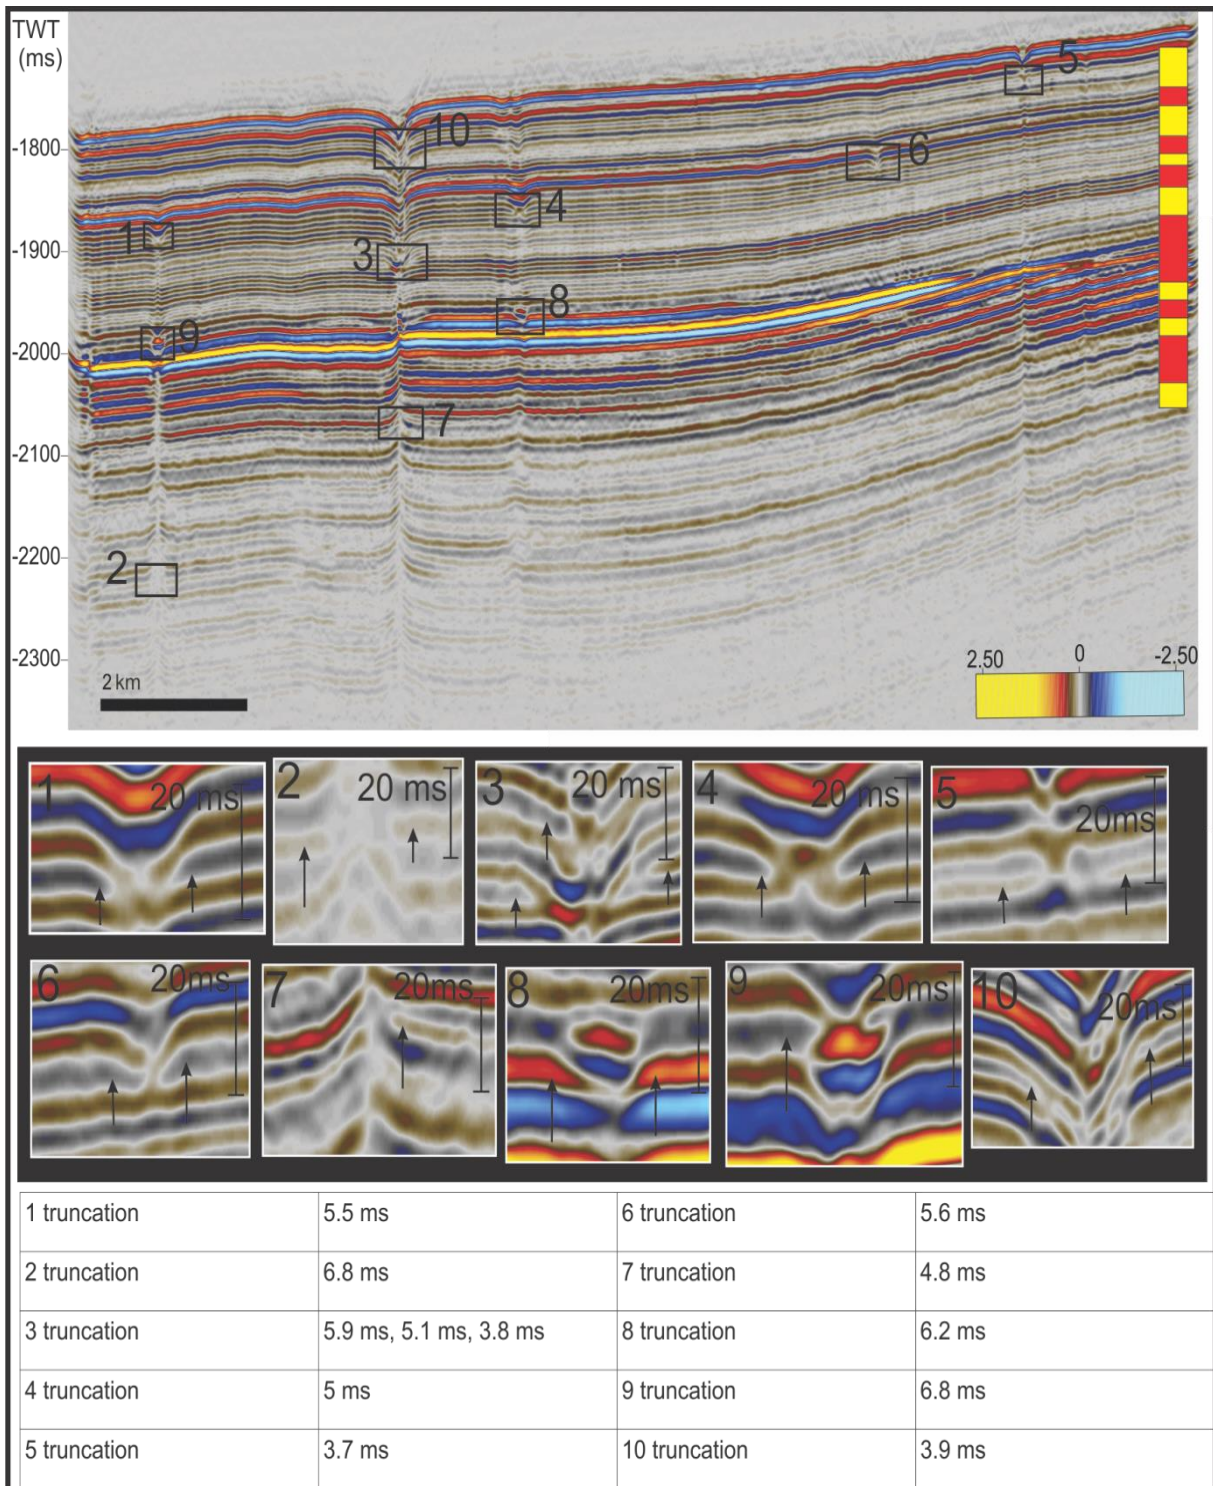 TWT
(ms)
5
10
-1800
6
4
1
-1900
3
8
9
-2000
7
-2100
-2200
2
-2300
2.50 0 -2.50
2 km
1 20 ms
2 20 ms
3 20 ms
4 20 ms
5 20ms
6 20ms
7 20ms
8 20ms
9 20ms
10 20ms
1 truncation 5.5 ms 6 truncation 5.6 ms
2 truncation 6.8 ms 7 truncation 4.8 ms
3 truncation 5.9 ms, 5.1 ms, 3.8 ms 8 truncation 6.2 ms
4 truncation 5 ms 9 truncation 6.8 ms
5 truncation 3.7 ms 10 truncation 3.9 ms